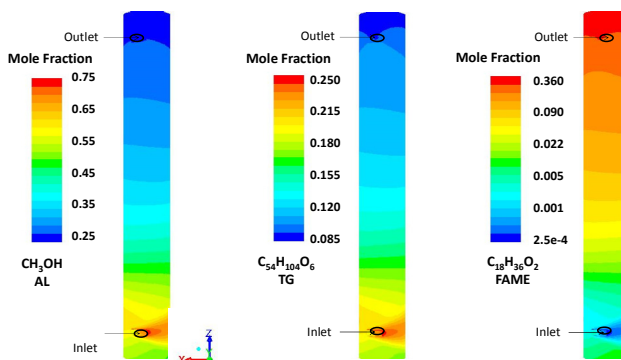 Outlet
Mole Fraction
0.75
0.65
0.55
0.45
0.35
0.25
CH₃OH
AL
Inlet
Z
Y
X
Outlet
Mole Fraction
0.250
0.215
0.180
0.150
0.120
0.085
C₅₄H₁₀₄O₆
TG
Inlet
Outlet
Mole Fraction
0.360
0.090
0.022
0.005
0.001
2.5e-4
C₁₈H₃₆O₂
FAME
Inlet